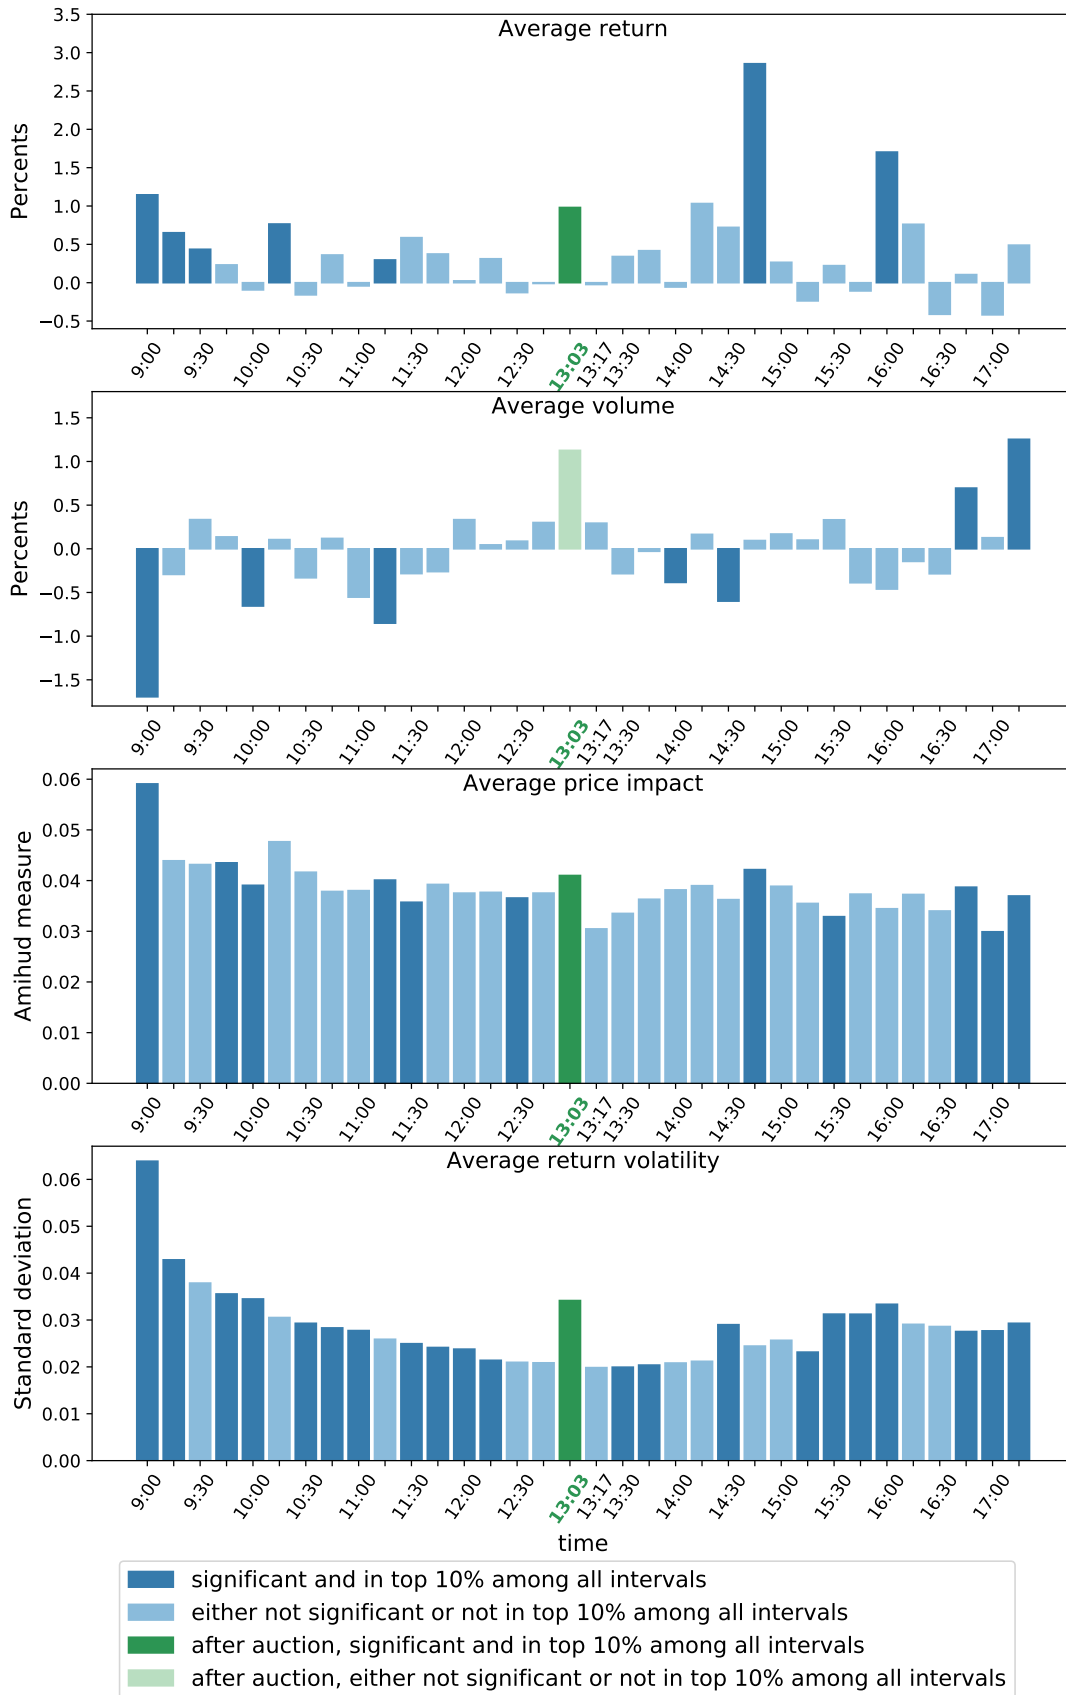 Average return
Percents
3.5
3.0
2.5
2.0
1.5
1.0
0.5
0.0
−0.5
9:00 9:30 10:00 10:30 11:00 11:30 12:00 12:30 13:03 13:17 13:30 14:00 14:30 15:00 15:30 16:00 16:30 17:00
Average volume
Percents
1.5
1.0
0.5
0.0
−0.5
−1.0
−1.5
9:00 9:30 10:00 10:30 11:00 11:30 12:00 12:30 13:03 13:17 13:30 14:00 14:30 15:00 15:30 16:00 16:30 17:00
Average price impact
Amihud measure
0.06
0.05
0.04
0.03
0.02
0.01
0.00
9:00 9:30 10:00 10:30 11:00 11:30 12:00 12:30 13:03 13:17 13:30 14:00 14:30 15:00 15:30 16:00 16:30 17:00
Average return volatility
Standard deviation
0.06
0.05
0.04
0.03
0.02
0.01
0.00
9:00 9:30 10:00 10:30 11:00 11:30 12:00 12:30 13:03 13:17 13:30 14:00 14:30 15:00 15:30 16:00 16:30 17:00
time
significant and in top 10% among all intervals
either not significant or not in top 10% among all intervals
after auction, significant and in top 10% among all intervals
after auction, either not significant or not in top 10% among all intervals